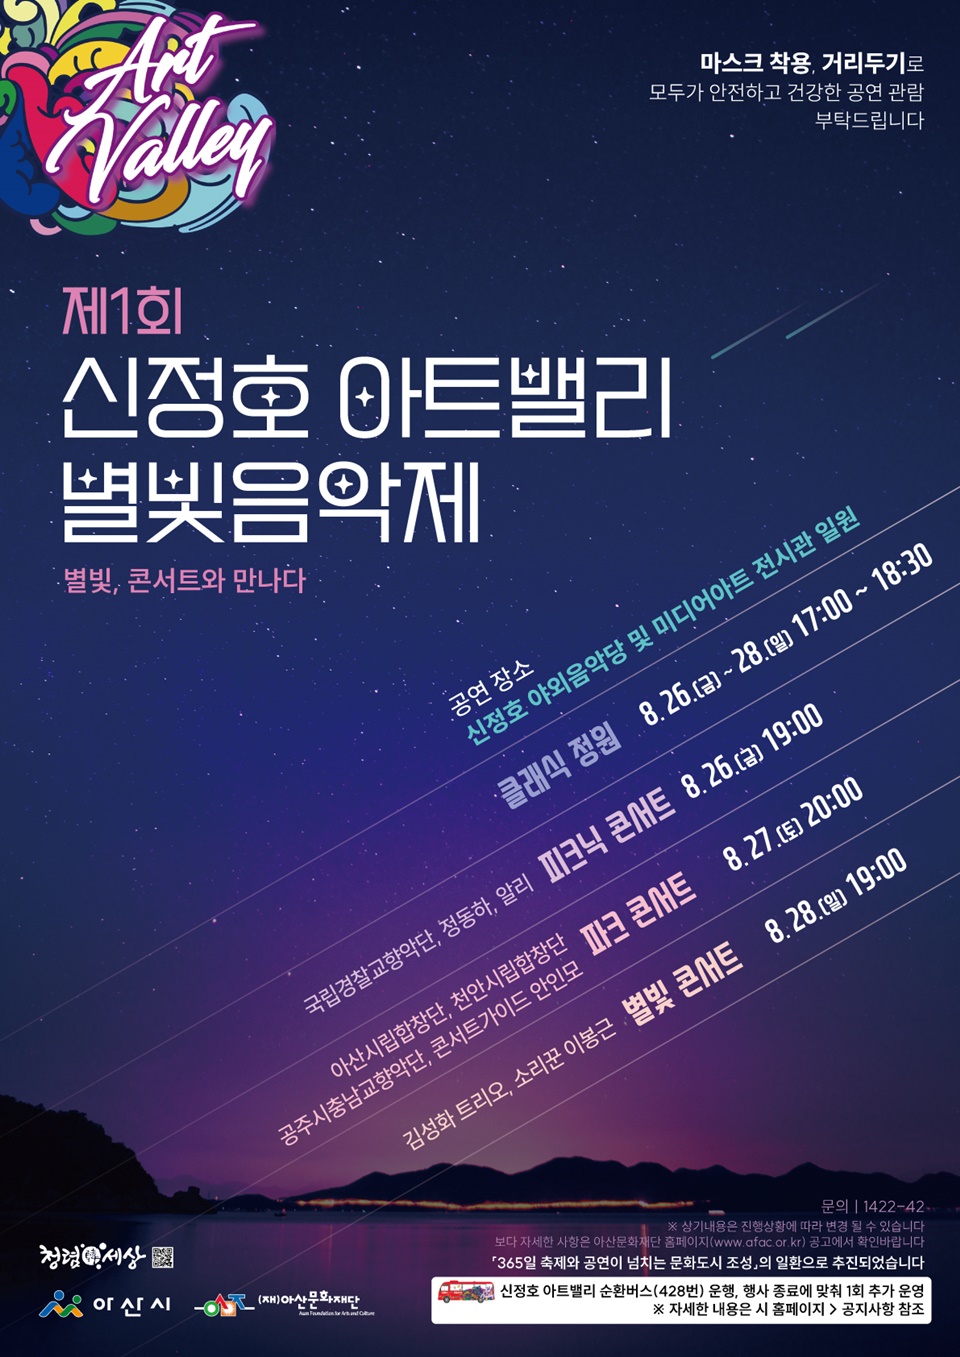 Art
Valley
마스크 착용, 거리두기로
모두가 안전하고 건강한 공연 관람
부탁드립니다
제1회
신정호 아트밸리
별빛음악제
별빛, 콘서트와 만나다
공연 장소
신정호 야외음악당 및 미디어아트 전시관 일원
클래식 정원 8.26.(금) ~ 28.(일) 17:00 ~ 18:30
국립경찰교향악단, 정동하, 알리 피크닉 콘서트 8.26.(금) 19:00
아산시립합창단, 천안시립합창단
공주시충남교향악단, 콘서트가이드 안인모 파크 콘서트 8.27.(토) 20:00
김성화 트리오, 소리꾼 이봉근 별빛 콘서트 8.28.(일) 19:00
문의 | 1422-42
※ 상기내용은 진행상황에 따라 변경 될 수 있습니다
보다 자세한 사항은 아산문화재단 홈페이지(www.afac.or.kr) 공고에서 확인바랍니다
「365일 축제와 공연이 넘치는 문화도시 조성」의 일환으로 추진되었습니다
신정호 아트밸리 순환버스(428번) 운행, 행사 종료에 맞춰 1회 추가 운영
※ 자세한 내용은 시 홈페이지 > 공지사항 참조
청렴 세상
아산시
(재)아산문화재단
Asan Foundation for Arts and Culture